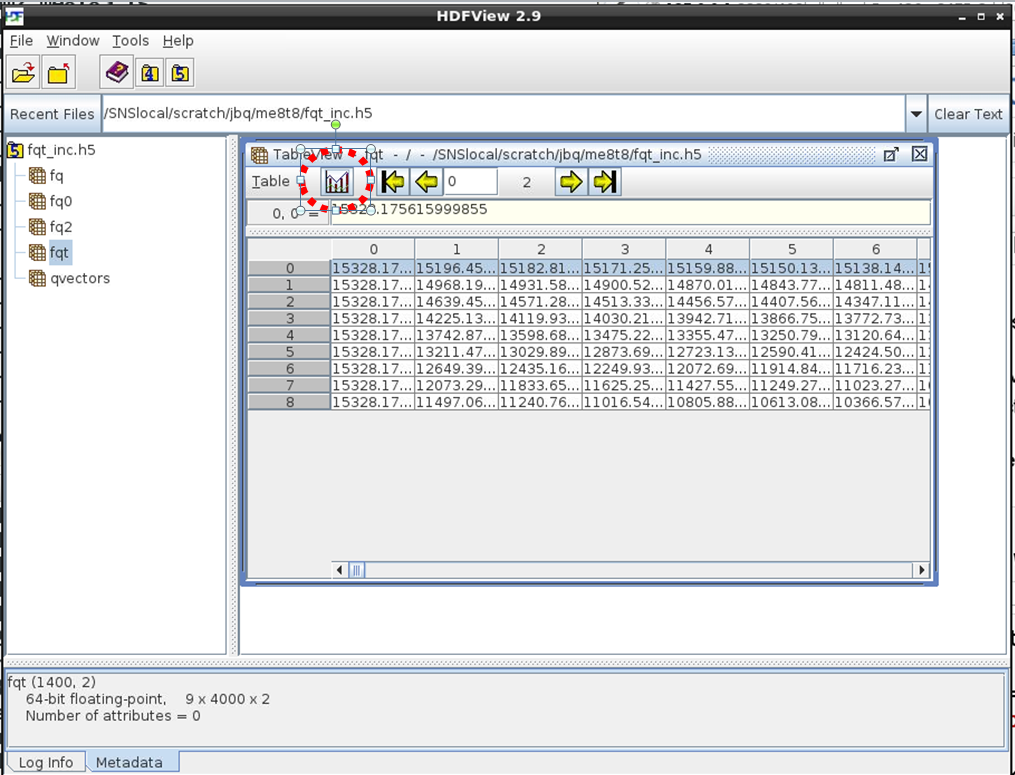 HDFView 2.9
File Window Tools Help
Recent Files /SNSlocal/scratch/jbq/me8t8/fqt_inc.h5 Clear Text
fqt_inc.h5
fq
fq0
fq2
fqt
qvectors
TableView - fqt - / - /SNSlocal/scratch/jbq/me8t8/fqt_inc.h5
Table 0 2
0, 0 = 15328.175615999855
0 1 2 3 4 5 6
0 15328.17... 15196.45... 15182.81... 15171.25... 15159.88... 15150.13... 15138.14...
1 15328.17... 14968.19... 14931.58... 14900.52... 14870.01... 14843.77... 14811.48...
2 15328.17... 14639.45... 14571.28... 14513.33... 14456.57... 14407.56... 14347.11...
3 15328.17... 14225.13... 14119.93... 14030.21... 13942.71... 13866.75... 13772.73...
4 15328.17... 13742.87... 13598.68... 13475.22... 13355.47... 13250.79... 13120.64...
5 15328.17... 13211.47... 13029.89... 12873.69... 12723.13... 12590.41... 12424.50...
6 15328.17... 12649.39... 12435.16... 12249.93... 12072.69... 11914.84... 11716.23...
7 15328.17... 12073.29... 11833.65... 11625.25... 11427.55... 11249.27... 11023.27...
8 15328.17... 11497.06... 11240.76... 11016.54... 10805.88... 10613.08... 10366.57...
fqt (1400, 2)
64-bit floating-point, 9 x 4000 x 2
Number of attributes = 0
Log Info Metadata